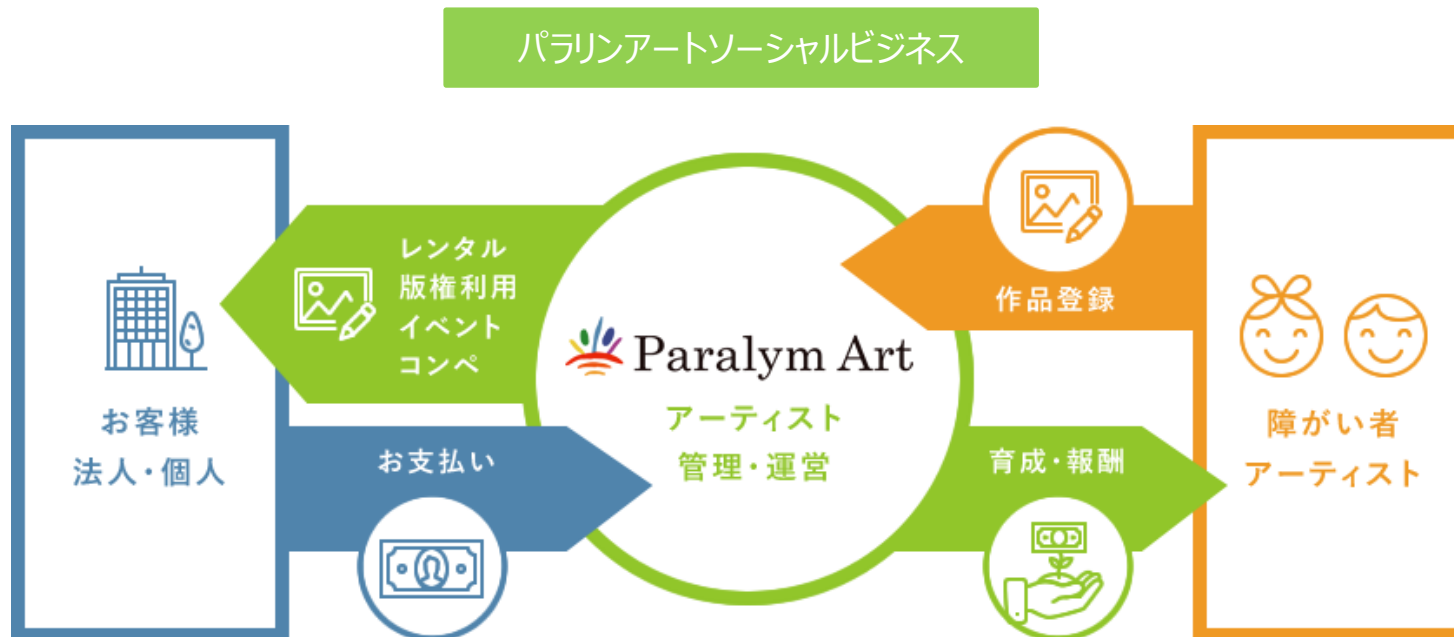 パラリンアートソーシャルビジネス
レンタル
版権利用
イベント
コンペ
作品登録
Paralym Art
アーティスト
管理・運営
お客様
法人・個人
お支払い
育成・報酬
障がい者
アーティスト